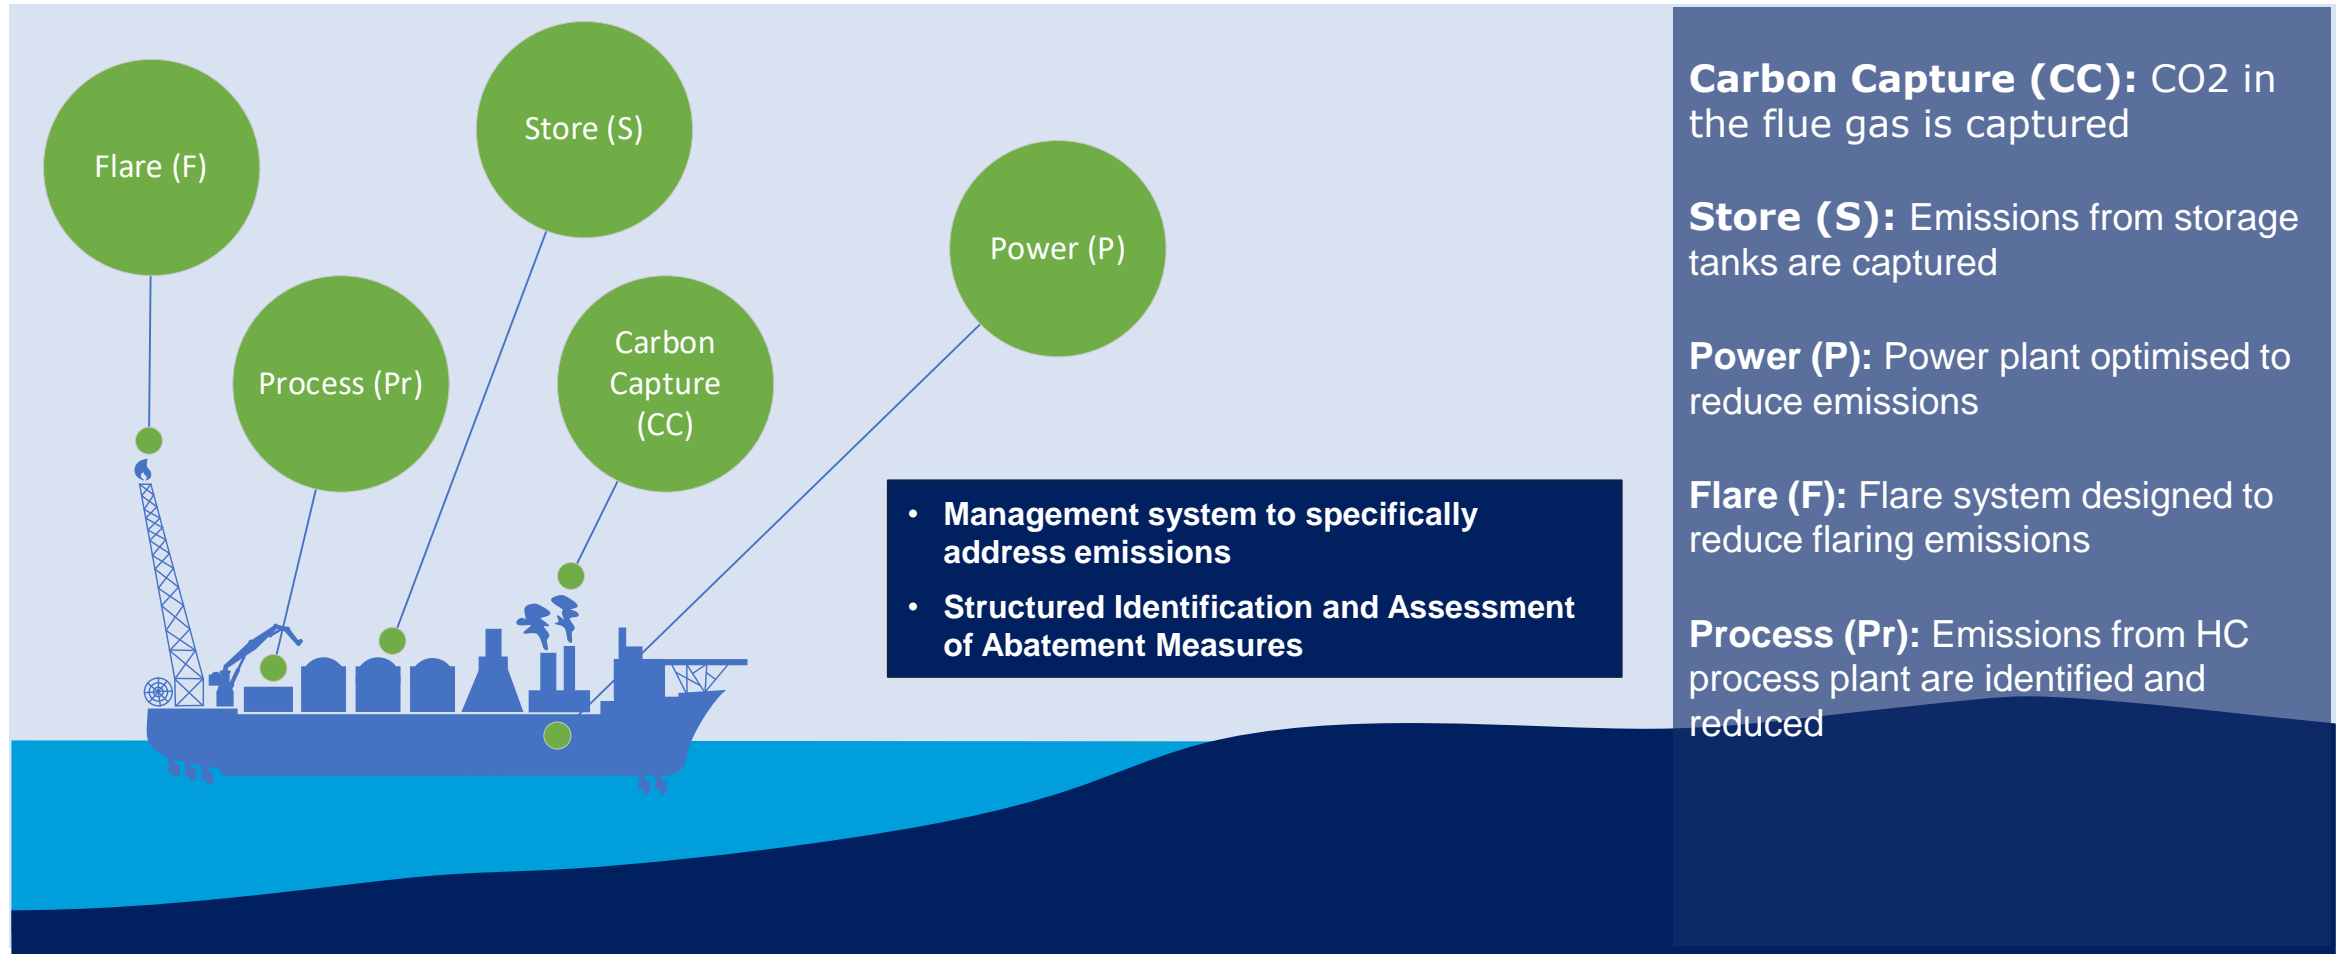 Flare (F)
Store (S)
Process (Pr)
Carbon
Capture
(CC)
Power (P)
• Management system to specifically
address emissions
• Structured Identification and Assessment
of Abatement Measures
Carbon Capture (CC): CO2 in
the flue gas is captured
Store (S): Emissions from storage
tanks are captured
Power (P): Power plant optimised to
reduce emissions
Flare (F): Flare system designed to
reduce flaring emissions
Process (Pr): Emissions from HC
process plant are identified and
reduced